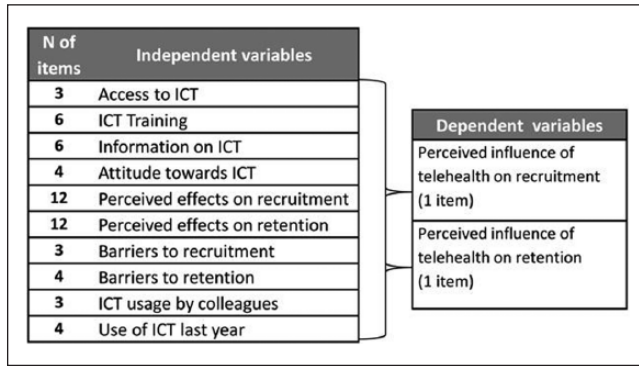 N of
items
Independent variables
3 Access to ICT
6 ICT Training
6 Information on ICT
4 Attitude towards ICT
12 Perceived effects on recruitment
12 Perceived effects on retention
3 Barriers to recruitment
4 Barriers to retention
3 ICT usage by colleagues
4 Use of ICT last year
Dependent variables
Perceived influence of
telehealth on recruitment
(1 item)
Perceived influence of
telehealth on retention
(1 item)